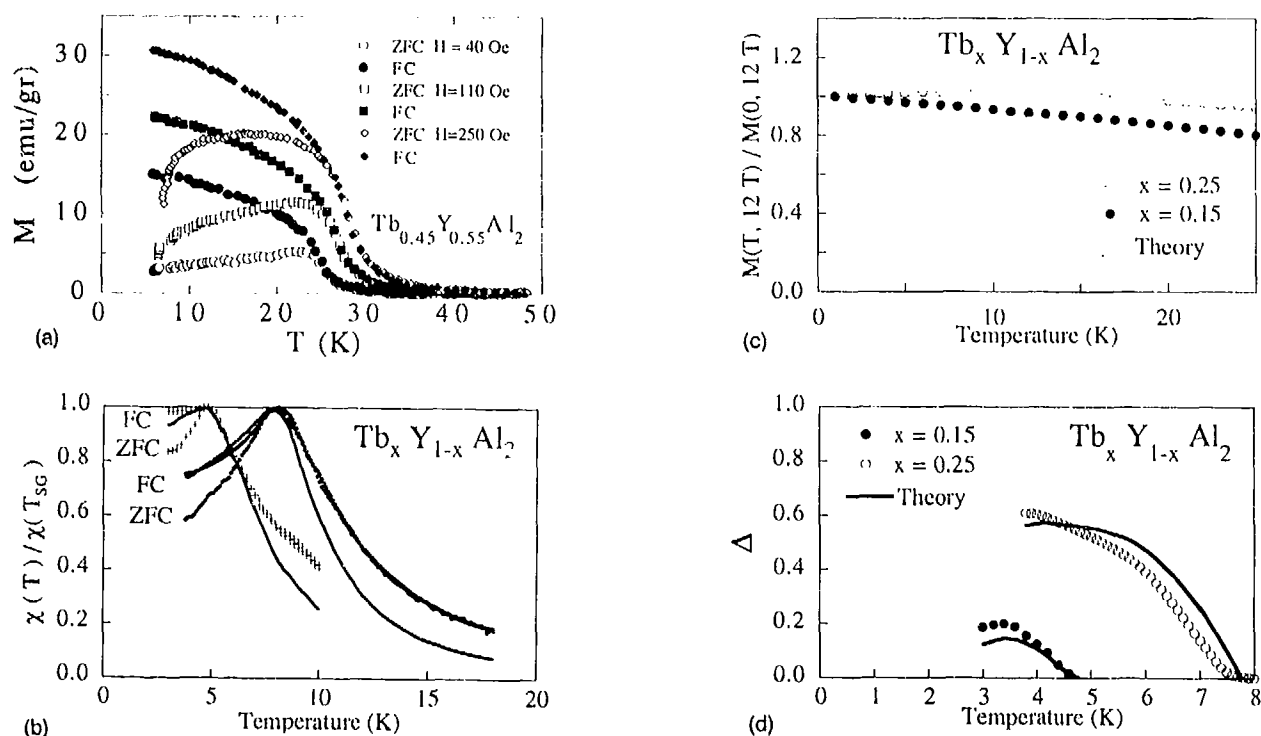 30
20
10
0
M (emu/gr)
ZFC H = 40 Oe
FC
ZFC H=110 Oe
FC
ZFC H=250 Oe
FC
Tb0.45Y0.55Al2
0 10 20 30 40 50
T (K)
(a)
1.2
0.8
0.4
0.0
M(T, 12 T) / M(0, 12 T)
Tbx Y1-x Al2
x = 0.25
x = 0.15
Theory
0 10 20
Temperature (K)
(c)
1.0
0.8
0.6
0.4
0.2
0.0
χ(T)/χ(TSG)
FC
ZFC
FC
ZFC
Tbx Y1-x Al2
0 5 10 15 20
Temperature (K)
(b)
1.0
0.8
0.6
0.4
0.2
0.0
Δ
x = 0.15
x = 0.25
Theory
Tbx Y1-x Al2
0 1 2 3 4 5 6 7 8
Temperature (K)
(d)